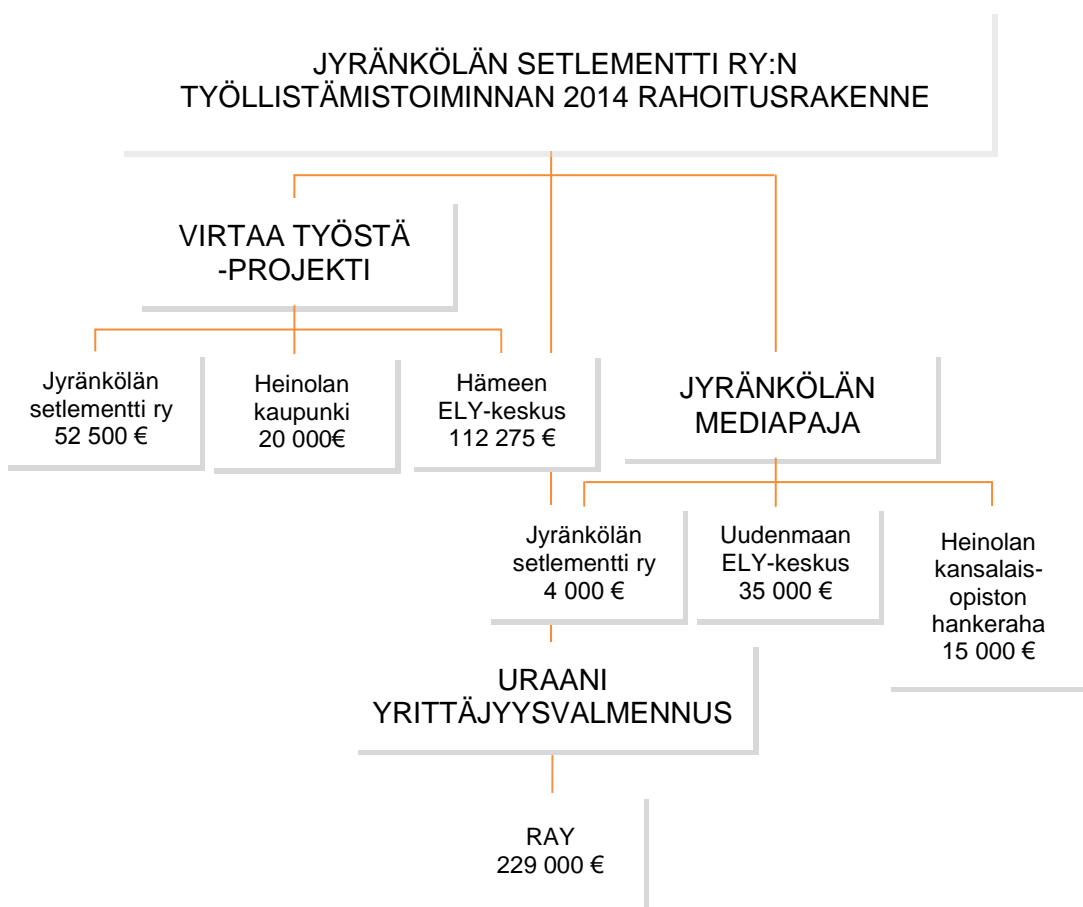 JYRÄNKÖLÄN SETLEMENTTI RY:N
TYÖLLISTÄMISTOIMINNAN 2014 RAHOITUSRAKENNE
VIRTAA TYÖSTÄ
-PROJEKTI
Jyränkölän
setlementti ry
52 500 €
Heinolan
kaupunki
20 000€
Hämeen
ELY-keskus
112 275 €
JYRÄNKÖLÄN
MEDIAPAJA
Jyränkölän
setlementti ry
4 000 €
Uudenmaan
ELY-keskus
35 000 €
Heinolan
kansalais-
opiston
hankeraha
15 000 €
URAANI
YRITTÄJYYSVALMENNUS
RAY
229 000 €